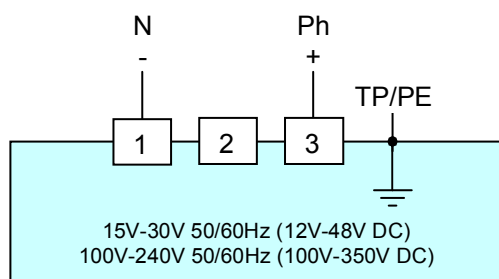 N Ph
- +
TP/PE
1 2 3
15V-30V 50/60Hz (12V-48V DC)
100V-240V 50/60Hz (100V-350V DC)